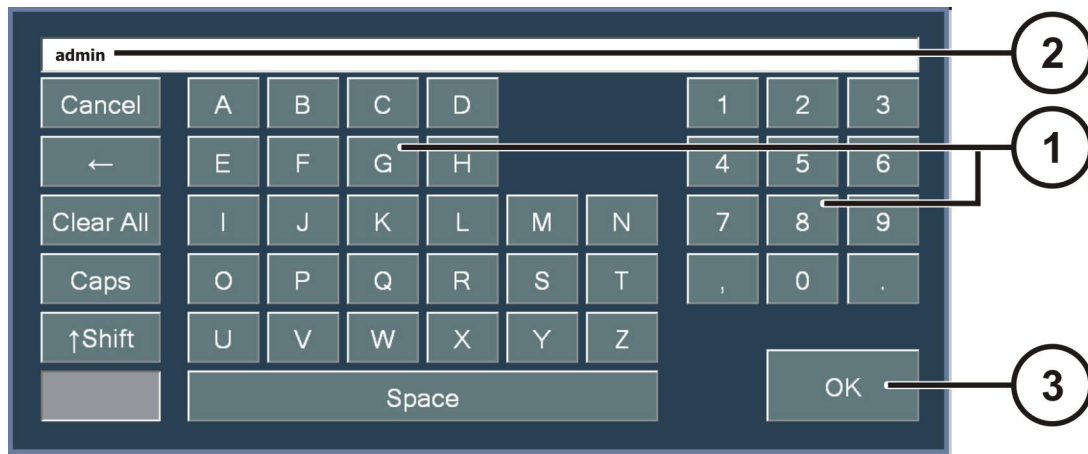 admin 2
Cancel A B C D 1 2 3
← E F G H 4 5 6 1
Clear All I J K L M N 7 8 9
Caps O P Q R S T , 0 .
↑Shift U V W X Y Z
Space OK 3